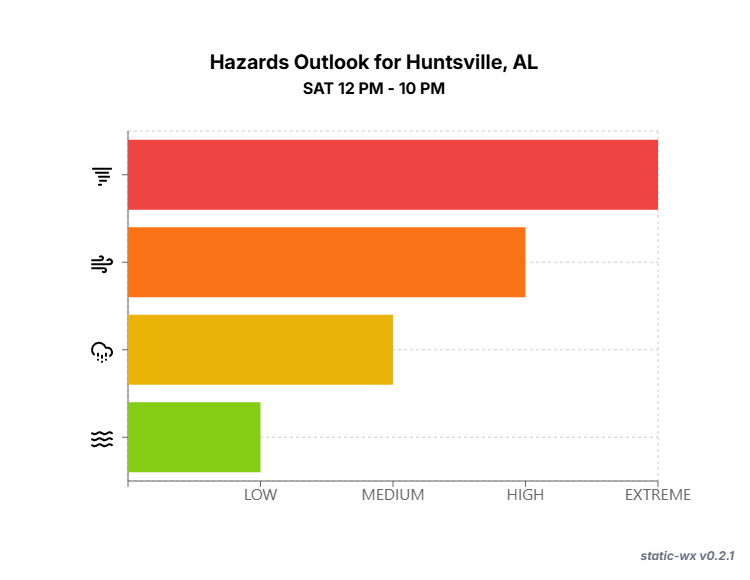 Hazards Outlook for Huntsville, AL
SAT 12 PM - 10 PM
LOW MEDIUM HIGH EXTREME
static-wx v0.2.1